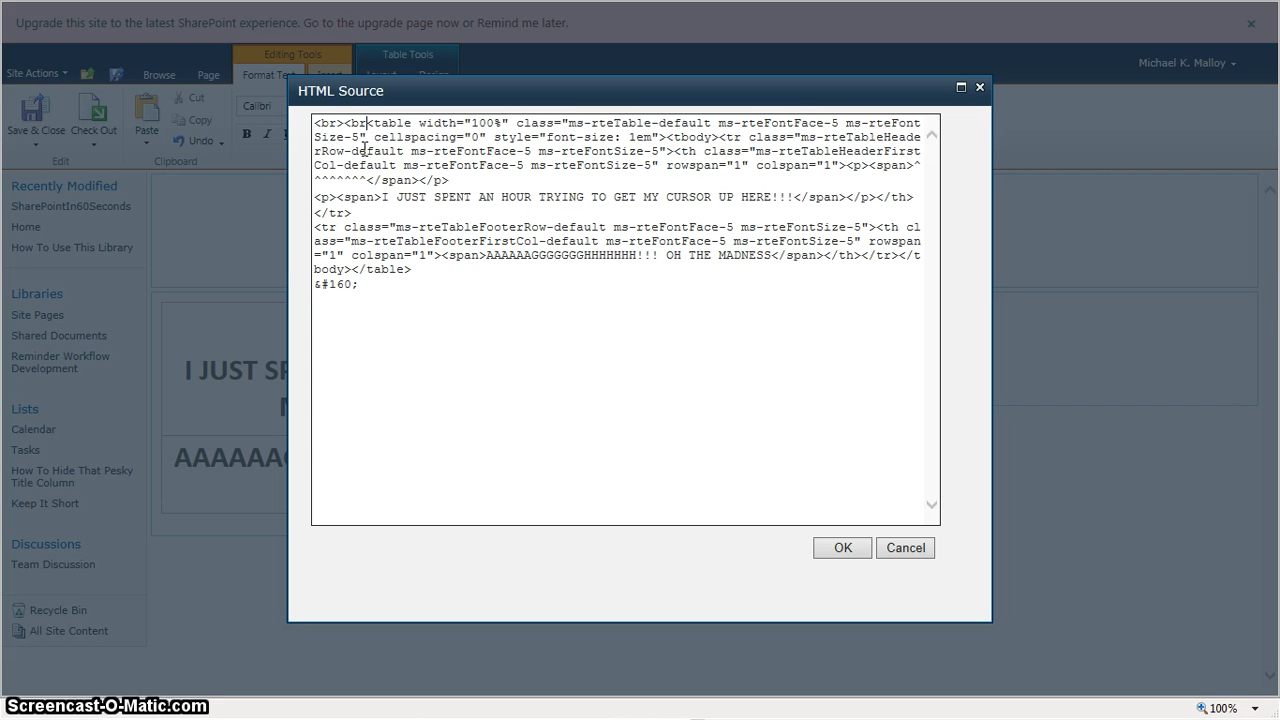 Upgrade this site to the latest SharePoint experience. Go to the upgrade page now or Remind me later.
Editing Tools
Table Tools
Site Actions
Browse
Page
Format Text
Michael K. Malloy
Save & Close
Check Out
Paste
Cut
Copy
Undo
Calibri
B I
Edit
Clipboard
HTML Source
<br><br<table width="100%" class="ms-rteTable-default ms-rteFontFace-5 ms-rteFont
Size-5" cellspacing="0" style="font-size: 1em"><tbody><tr class="ms-rteTableHeade
rRow-default ms-rteFontFace-5 ms-rteFontSize-5"><th class="ms-rteTableHeaderFirst
Col-default ms-rteFontFace-5 ms-rteFontSize-5" rowspan="1" colspan="1"><p><span>^
^^^^^^^</span></p>
<p><span>I JUST SPENT AN HOUR TRYING TO GET MY CURSOR UP HERE!!!</span></p></th>
</tr>
<tr class="ms-rteTableFooterRow-default ms-rteFontFace-5 ms-rteFontSize-5"><th cl
ass="ms-rteTableFooterFirstCol-default ms-rteFontFace-5 ms-rteFontSize-5" rowspan
="1" colspan="1"><span>AAAAAAGGGGGGGHHHHHHH!!! OH THE MADNESS</span></th></tr></t
body></table>
&#160;
OK
Cancel
Recently Modified
SharePointIn60Seconds
Home
How To Use This Library
Libraries
Site Pages
Shared Documents
Reminder Workflow
Development
Lists
Calendar
Tasks
How To Hide That Pesky
Title Column
Keep It Short
Discussions
Team Discussion
Recycle Bin
All Site Content
I JUST SP
AAAAAAG
Screencast-O-Matic.com
100%